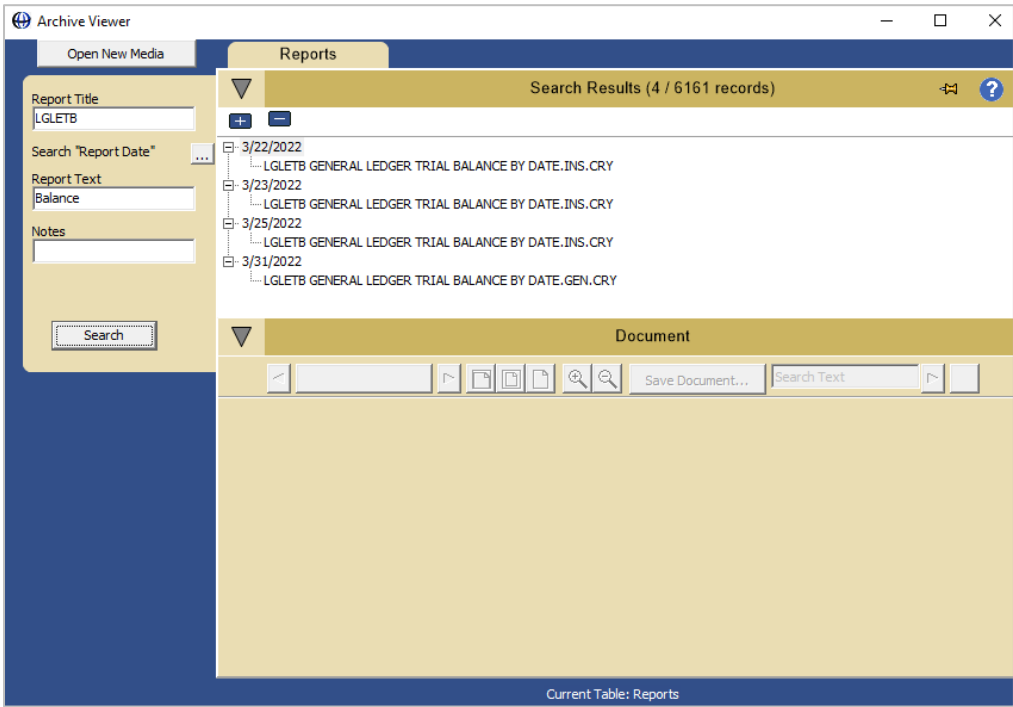 Archive Viewer
Open New Media
Reports
Report Title
LGLETB
Search "Report Date"
...
Report Text
Balance
Notes
Search
Search Results (4 / 6161 records)
?
3/22/2022
LGLETB GENERAL LEDGER TRIAL BALANCE BY DATE.INS.CRY
3/23/2022
LGLETB GENERAL LEDGER TRIAL BALANCE BY DATE.INS.CRY
3/25/2022
LGLETB GENERAL LEDGER TRIAL BALANCE BY DATE.INS.CRY
3/31/2022
LGLETB GENERAL LEDGER TRIAL BALANCE BY DATE.GEN.CRY
Document
Save Document...
Search Text
Current Table: Reports